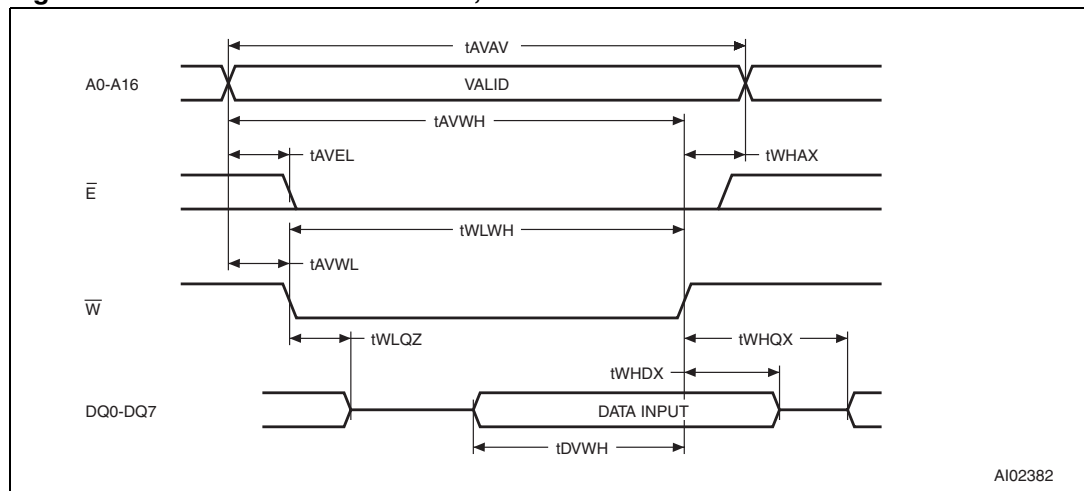 tAVAV
A0-A16
VALID
tAVWH
tAVEL
tWHAX
E
tWLWH
tAVWL
W
tWLQZ
tWHQX
tWHDX
DQ0-DQ7
DATA INPUT
tDVWH
AI02382